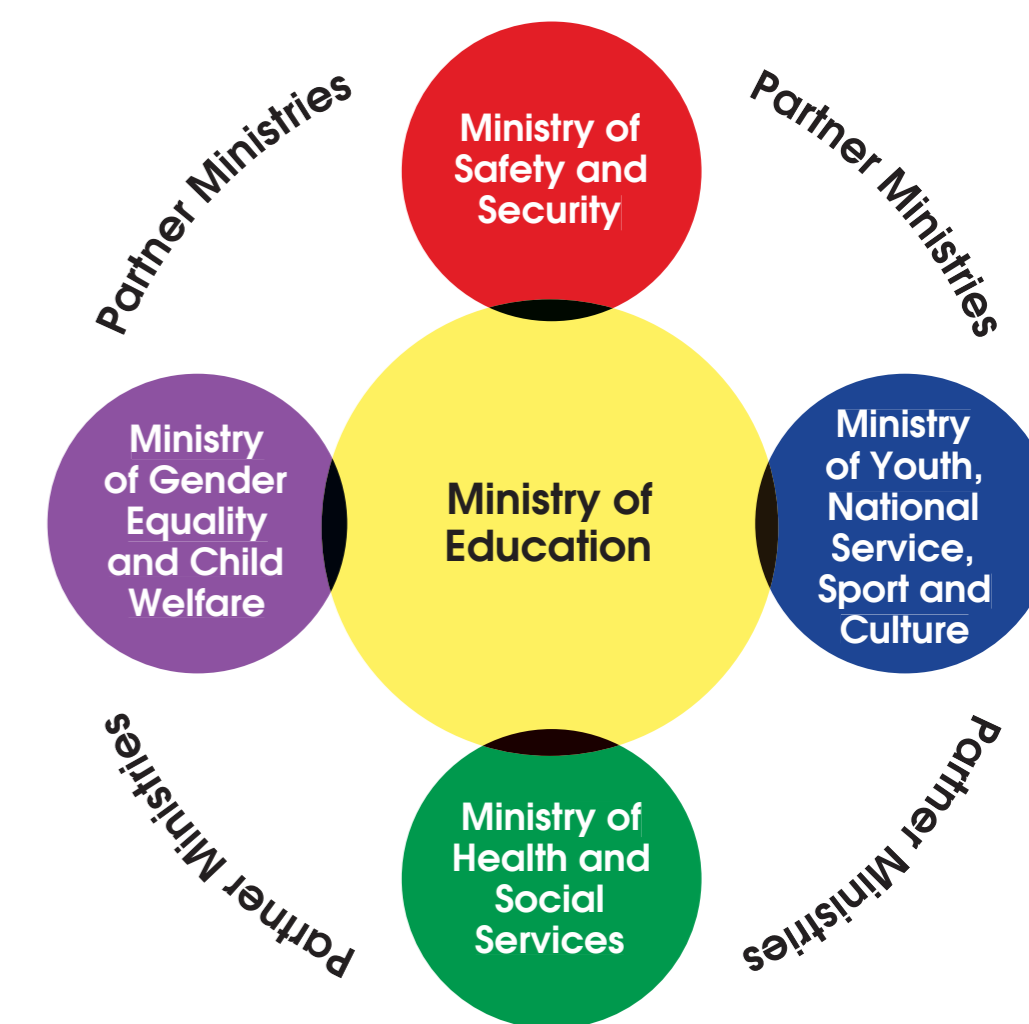 Partner Ministries
Partner Ministries
Ministry of
Safety and
Security
Ministry
of Gender
Equality
and Child
Welfare
Ministry of
Education
Ministry
of Youth,
National
Service,
Sport and
Culture
Ministry of
Health and
Social
Services
Partner Ministries
Partner Ministries